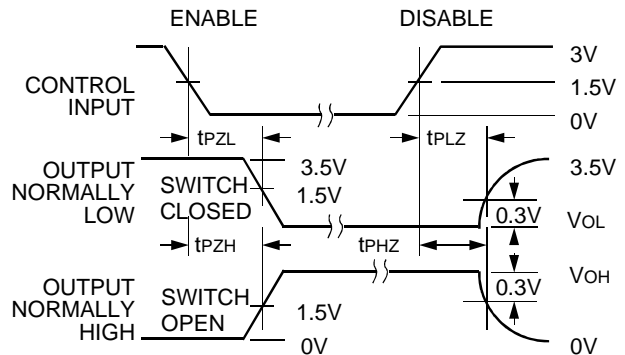 ENABLE DISABLE
3V
CONTROL
INPUT
1.5V
0V
tPZL tPLZ
OUTPUT
NORMALLY
LOW
SWITCH
CLOSED
3.5V
1.5V
3.5V
0.3V VOL
tPZH tPHZ
OUTPUT
NORMALLY
HIGH
SWITCH
OPEN
1.5V
0V
VOH
0.3V
0V